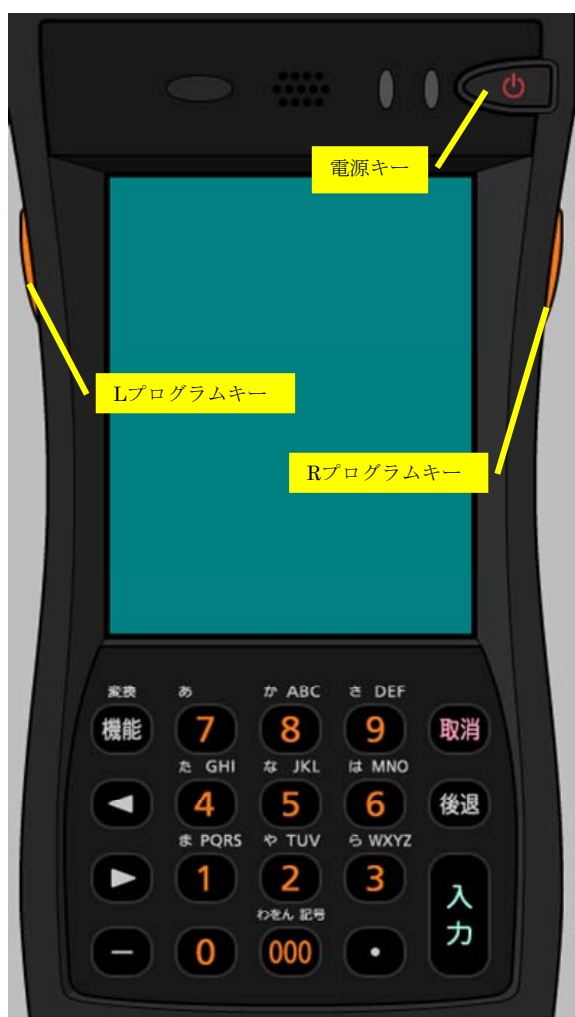 電源キー
Lプログラムキー
Rプログラムキー
変換 あ か ABC さ DEF
機能 7 8 9 取消
た GHI な JKL は MNO
◀ 4 5 6 後退
ま PQRS や TUV ら WXYZ
▶ 1 2 3 入力
わをん 記号
− 0 000 ・